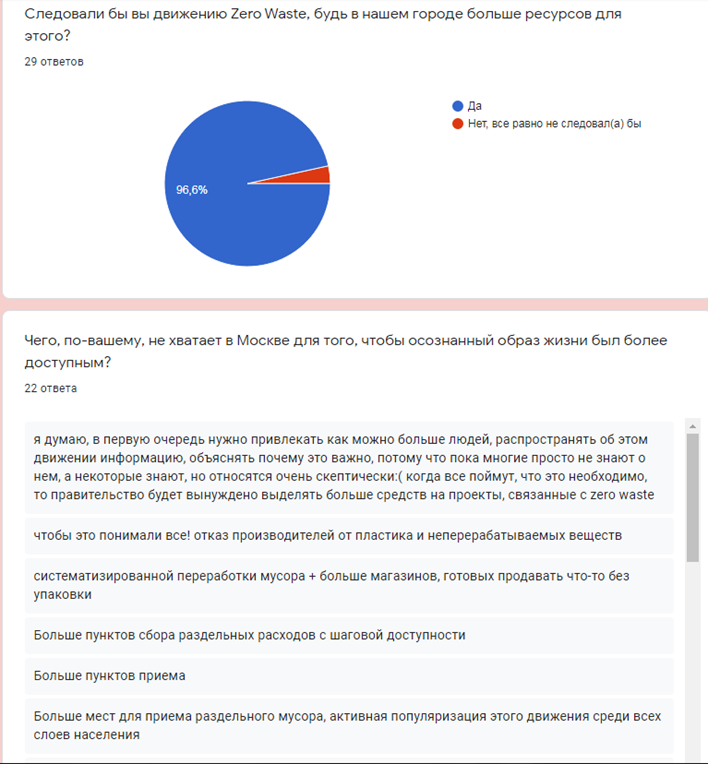 Следовали бы вы движению Zero Waste, будь в нашем городе больше ресурсов для
этого?
29 ответов
Да
Нет, все равно не следовал(а) бы
96,6%
Чего, по-вашему, не хватает в Москве для того, чтобы осознанный образ жизни был более
доступным?
22 ответа
я думаю, в первую очередь нужно привлекать как можно больше людей, распространять об этом
движении информацию, объяснять почему это важно, потому что пока многие просто не знают о
нем, а некоторые знают, но относятся очень скептически:( когда все поймут, что это необходимо,
то правительство будет вынуждено выделять больше средств на проекты, связанные с zero waste
чтобы это понимали все! отказ производителей от пластика и неперерабатываемых веществ
систематизированной переработки мусора + больше магазинов, готовых продавать что-то без
упаковки
Больше пунктов сбора раздельных расходов с шаговой доступности
Больше пунктов приема
Больше мест для приема раздельного мусора, активная популяризация этого движения среди всех
слоев населения